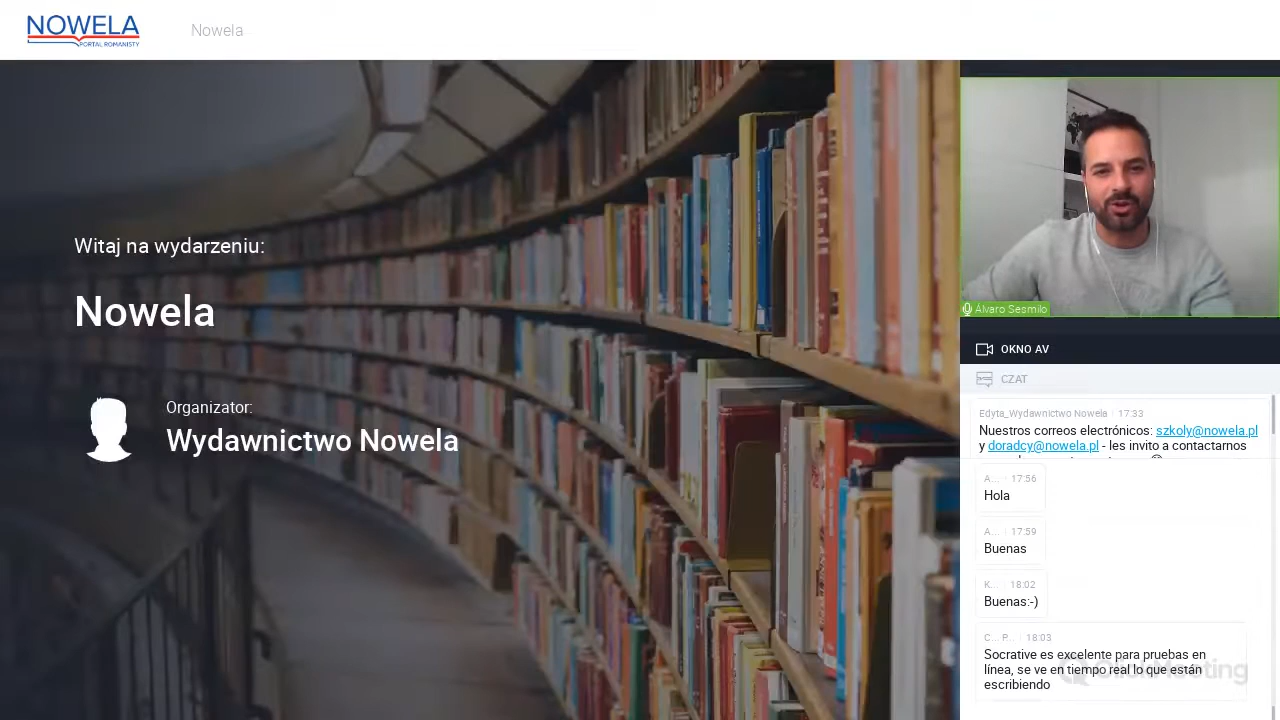 NOWELA
PORTAL ROMANISTY
Nowela
Witaj na wydarzeniu:
Nowela
Organizator:
Wydawnictwo Nowela
Álvaro Sesmilo
OKNO AV
CZAT
Edyta_Wydawnictwo Nowela 17:33
Nuestros correos electrónicos: szkoly@nowela.pl
y doradcy@nowela.pl - les invito a contactarnos
A... 17:56
Hola
A... 17:59
Buenas
K... 18:02
Buenas:-)
C... P... 18:03
Socrative es excelente para pruebas en
línea, se ve en tiempo real lo que están
escribiendo
ClickMeeting